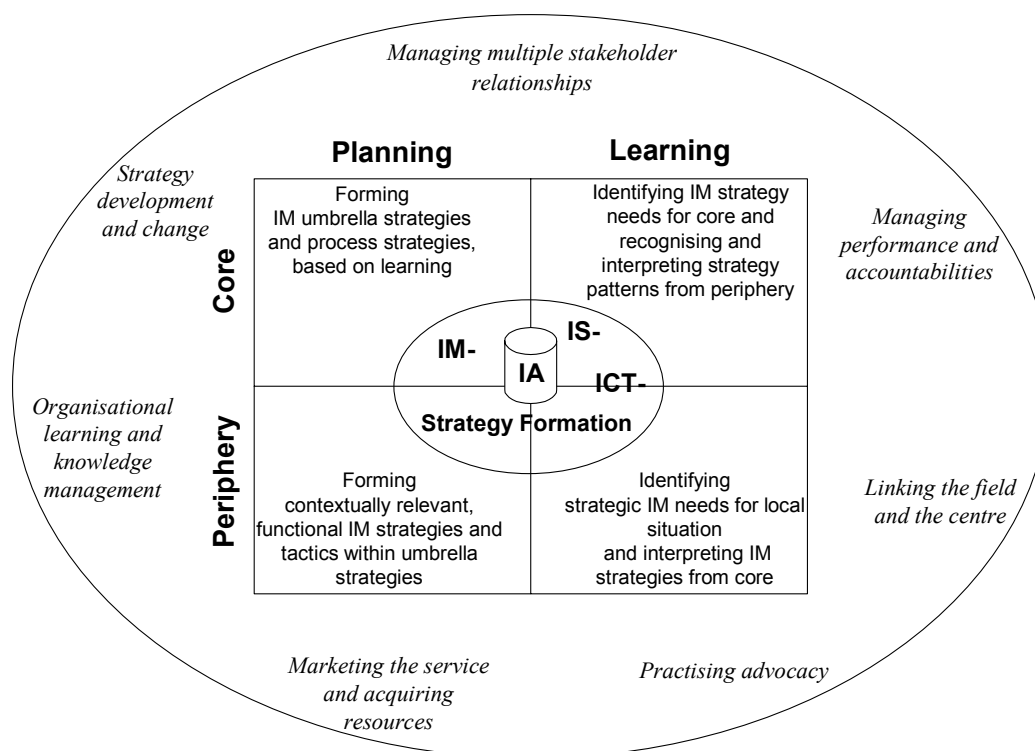 Managing multiple stakeholder
relationships
Planning
Learning
Strategy
development
and change
Forming
IM umbrella strategies
and process strategies,
based on learning
Identifying IM strategy
needs for core and
recognising and
interpreting strategy
patterns from periphery
Managing
performance and
accountabilities
Core
IM-
IS-
IA
ICT-
Strategy Formation
Organisational
learning and
knowledge
management
Periphery
Forming
contextually relevant,
functional IM strategies and
tactics within umbrella
strategies
Identifying
strategic IM needs for local
situation
and interpreting IM
strategies from core
Linking the field
and the centre
Marketing the service
and acquiring
resources
Practising advocacy